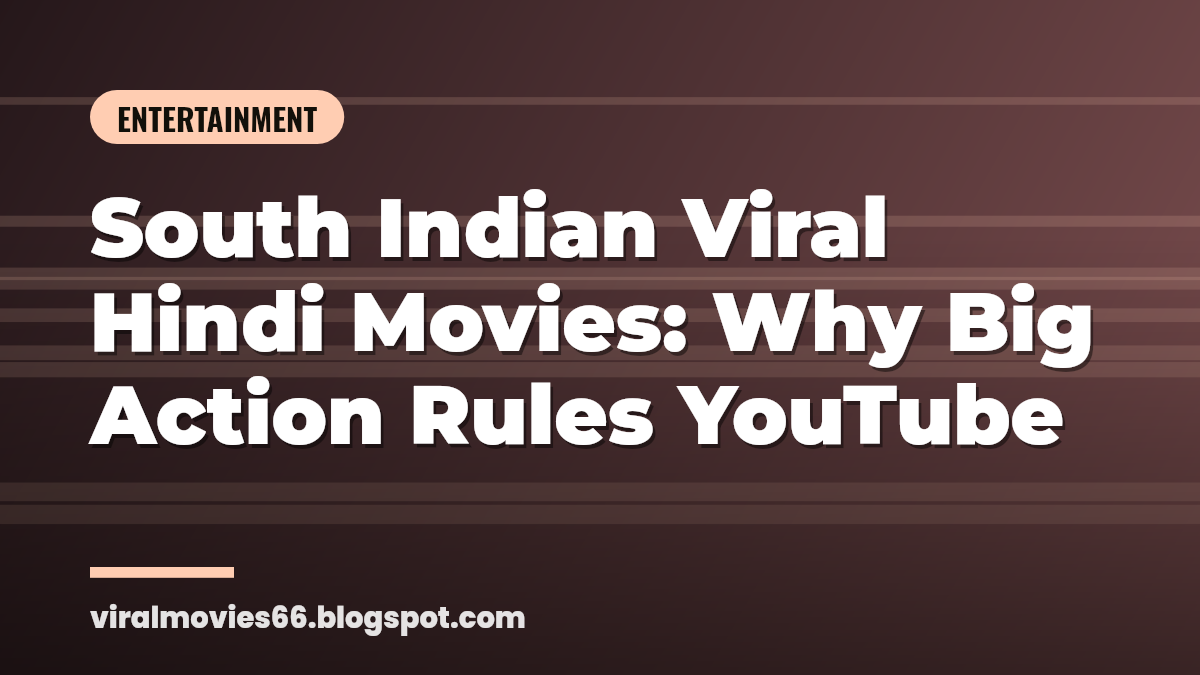 ENTERTAINMENT
South Indian Viral
Hindi Movies: Why Big
Action Rules YouTube
viralmovies66.blogspot.com